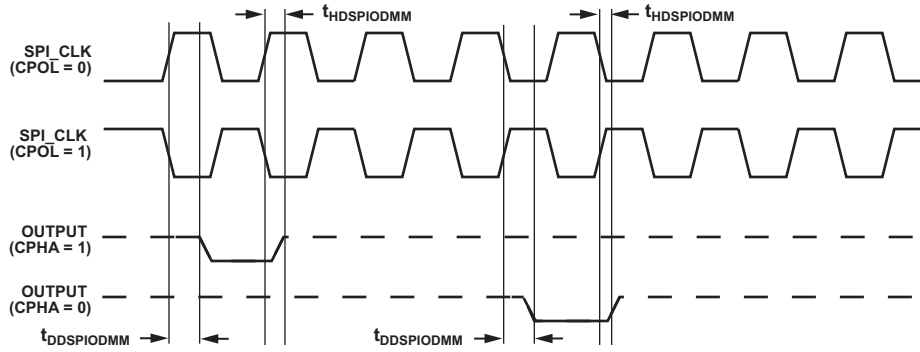 tHDSPIODMM
tHDSPIODMM
SPI_CLK
(CPOL = 0)
SPI_CLK
(CPOL = 1)
OUTPUT
(CPHA = 1)
OUTPUT
(CPHA = 0)
tDDSPIODMM
tDDSPIODMM